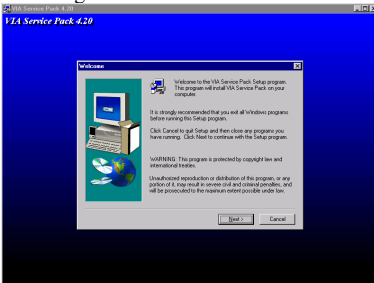 VIA Service Pack 4.20
VIA Service Pack 4.20
Welcome
Welcome to the VIA Service Pack Setup program.
This program will install VIA Service Pack on your
computer.
It is strongly recommended that you exit all Windows programs
before running this Setup program.
Click Cancel to quit Setup and then close any programs you
have running. Click Next to continue with the Setup program.
WARNING: This program is protected by copyright law and
international treaties.
Unauthorized reproduction or distribution of this program, or any
portion of it, may result in severe civil and criminal penalties, and
will be prosecuted to the maximum extent possible under law.
Next >
Cancel